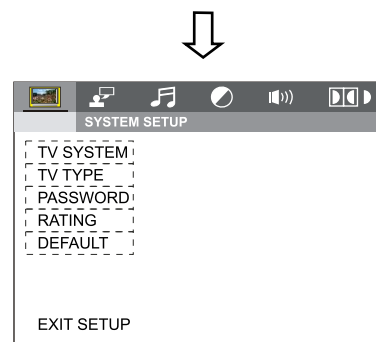 SYSTEM SETUP
TV SYSTEM
TV TYPE
PASSWORD
RATING
DEFAULT
EXIT SETUP